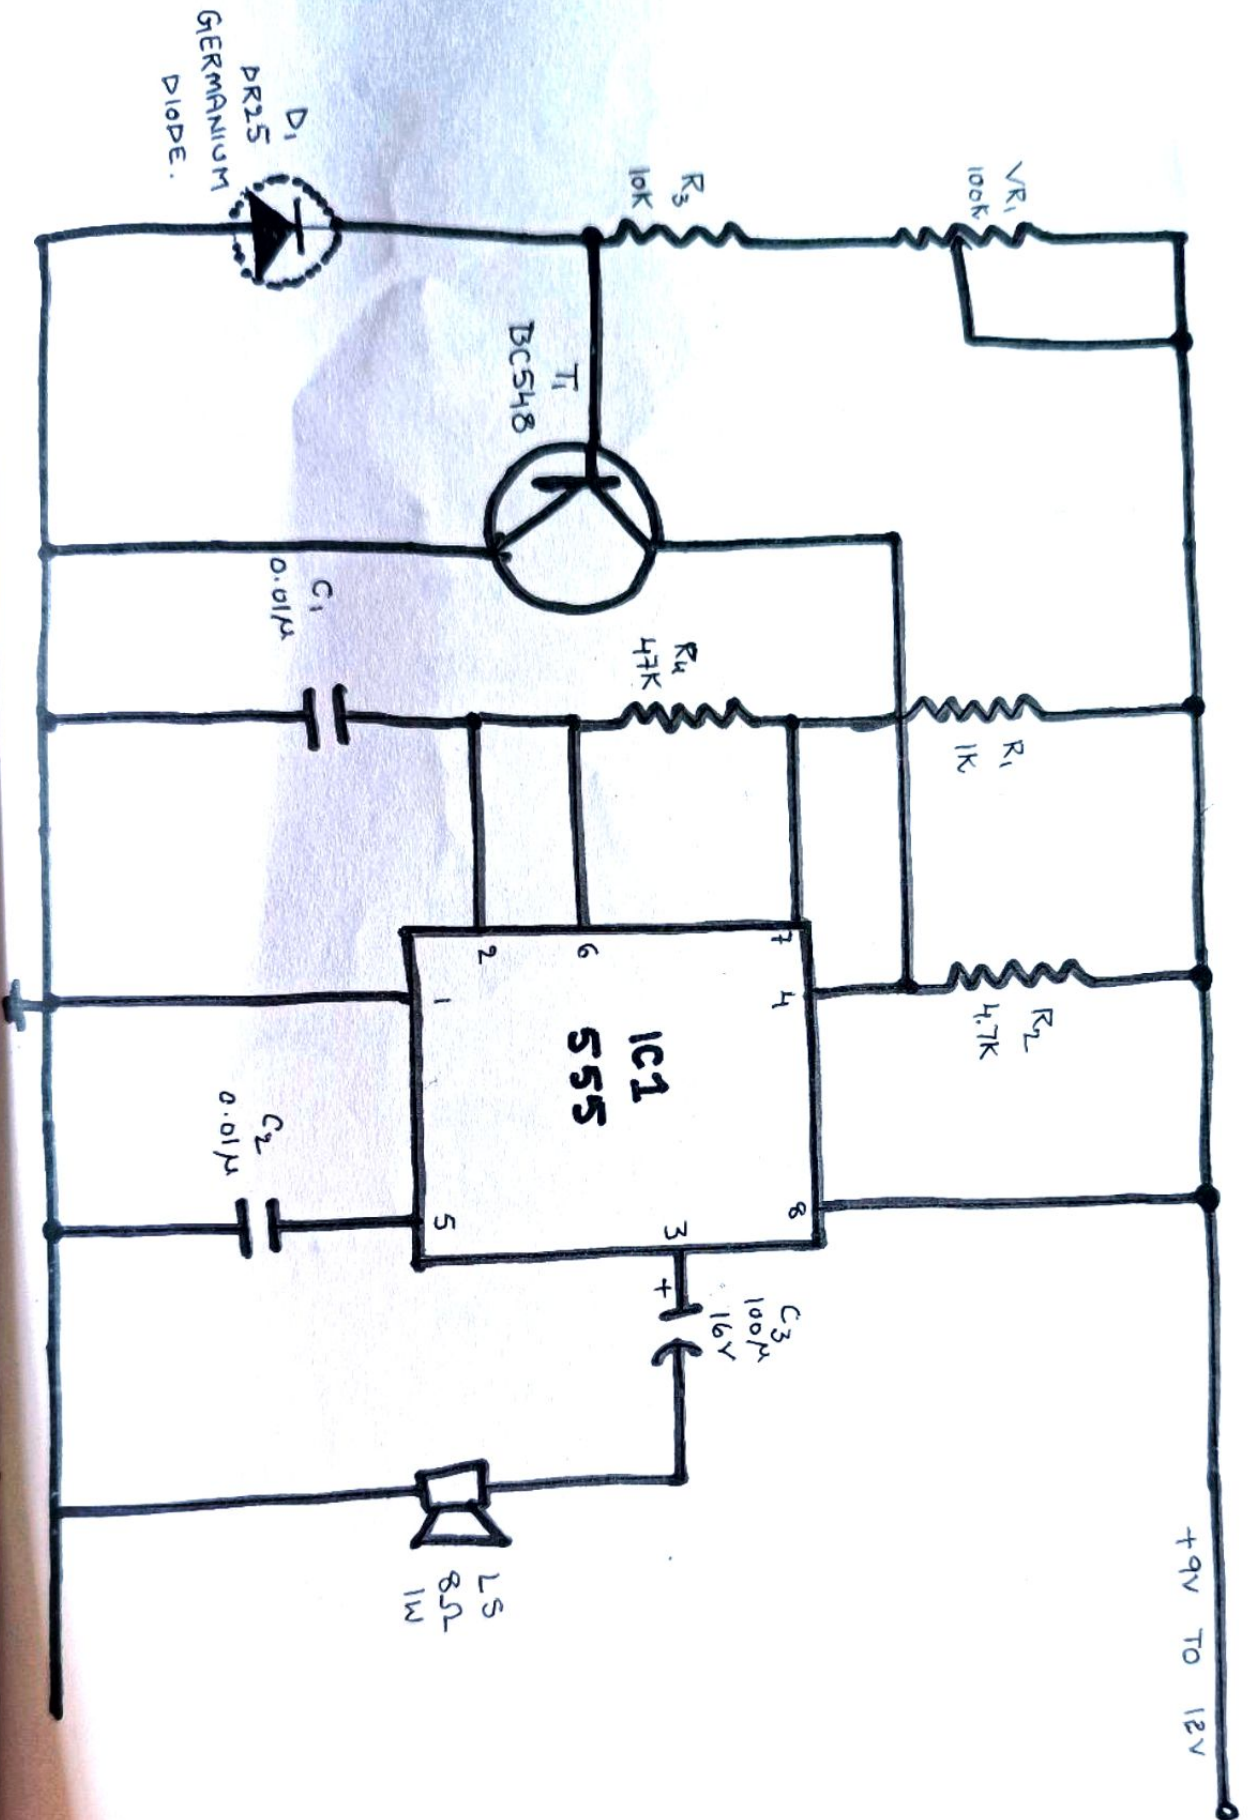 +9V TO 12V
VR1
100K
R3
10K
R1
1K
R2
4.7K
R4
47K
T1
BC548
D1
DR25
GERMANIUM
DIODE.
C1
0.01µ
C2
0.01µ
IC1
555
7
4
8
6
2
1
5
3
+
C3
100µ
16V
LS
8Ω
1W